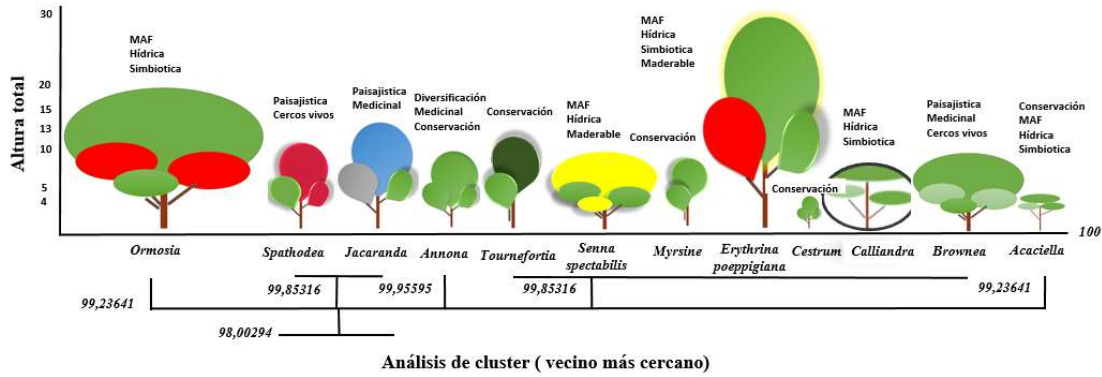 30
20
15
13
10
5
4
Altura total
MAF
Hídrica
Simbiotica
Paisajistica
Cercos vivos
Paisajistica
Medicinal
Diversificación
Medicinal
Conservación
Conservación
MAF
Hídrica
Maderable
Conservación
MAF
Hídrica
Simbiotica
Maderable
Conservación
MAF
Hídrica
Simbiotica
Paisajistica
Medicinal
Cercos vivos
Conservación
MAF
Hídrica
Simbiotica
100
Ormosia
Spathodea
Jacaranda
Annona
Tournefortia
Senna
spectabilis
Myrsine
Erythrina
poeppigiana
Cestrum
Calliandra
Brownea
Acaciella
99,23641
99,85316
99,95595
99,85316
99,23641
98,00294
Análisis de cluster ( vecino más cercano)